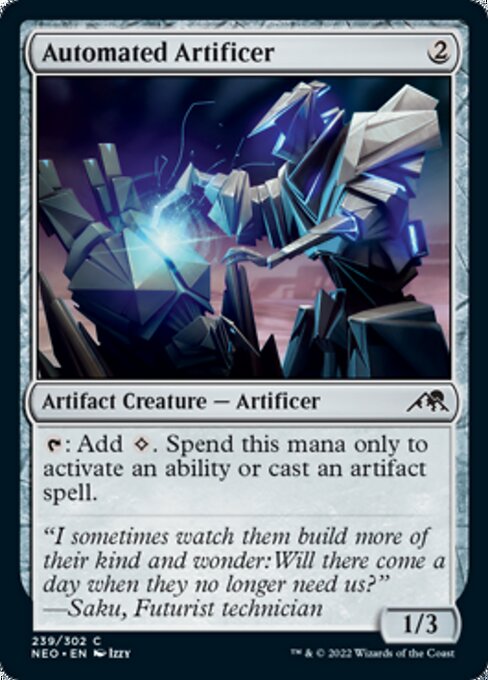 Automated Artificer 2
Artifact Creature — Artificer
: Add . Spend this mana only to
activate an ability or cast an artifact
spell.
"I sometimes watch them build more of
their kind and wonder:Will there come a
day when they no longer need us?"
—Saku, Futurist technician
1/3
239/302 C
NEO • EN Izzy
™ & © 2022 Wizards of the Coast